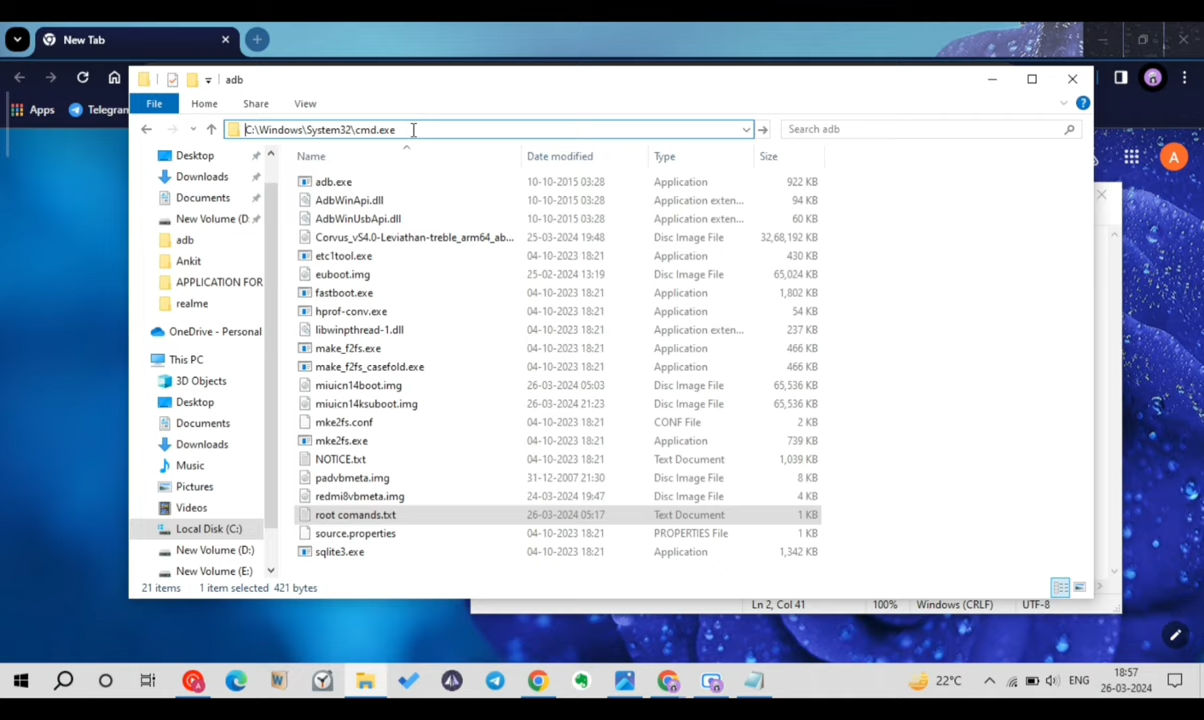 New Tab
Apps
Telegram
adb
File
Home
Share
View
C:\Windows\System32\cmd.exe
Search adb
A
Desktop
Downloads
Documents
New Volume (D:
adb
Ankit
APPLICATION FOR
realme
OneDrive - Personal
This PC
3D Objects
Desktop
Documents
Downloads
Music
Pictures
Videos
Local Disk (C:)
New Volume (D:)
New Volume (E:)
Name Date modified Type Size
adb.exe 10-10-2015 03:28 Application 922 KB
AdbWinApi.dll 10-10-2015 03:28 Application exten... 94 KB
AdbWinUsbApi.dll 10-10-2015 03:28 Application exten... 60 KB
Corvus_vS4.0-Leviathan-treble_arm64_ab... 25-03-2024 19:48 Disc Image File 32,68,192 KB
etc1tool.exe 04-10-2023 18:21 Application 430 KB
euboot.img 25-02-2024 13:19 Disc Image File 65,024 KB
fastboot.exe 04-10-2023 18:21 Application 1,802 KB
hprof-conv.exe 04-10-2023 18:21 Application 54 KB
libwinpthread-1.dll 04-10-2023 18:21 Application exten... 237 KB
make_f2fs.exe 04-10-2023 18:21 Application 466 KB
make_f2fs_casefold.exe 04-10-2023 18:21 Application 466 KB
miuicn14boot.img 26-03-2024 05:03 Disc Image File 65,536 KB
miuicn14ksuboot.img 26-03-2024 21:23 Disc Image File 65,536 KB
mke2fs.conf 04-10-2023 18:21 CONF File 2 KB
mke2fs.exe 04-10-2023 18:21 Application 739 KB
NOTICE.txt 04-10-2023 18:21 Text Document 1,039 KB
padvbmeta.img 31-12-2007 21:30 Disc Image File 8 KB
redmi8vbmeta.img 24-03-2024 19:47 Disc Image File 4 KB
root comands.txt 26-03-2024 05:17 Text Document 1 KB
source.properties 04-10-2023 18:21 PROPERTIES File 1 KB
sqlite3.exe 04-10-2023 18:21 Application 1,342 KB
21 items 1 item selected 421 bytes
Ln 2, Col 41 100% Windows (CRLF) UTF-8
22°C
ENG
18:57
26-03-2024